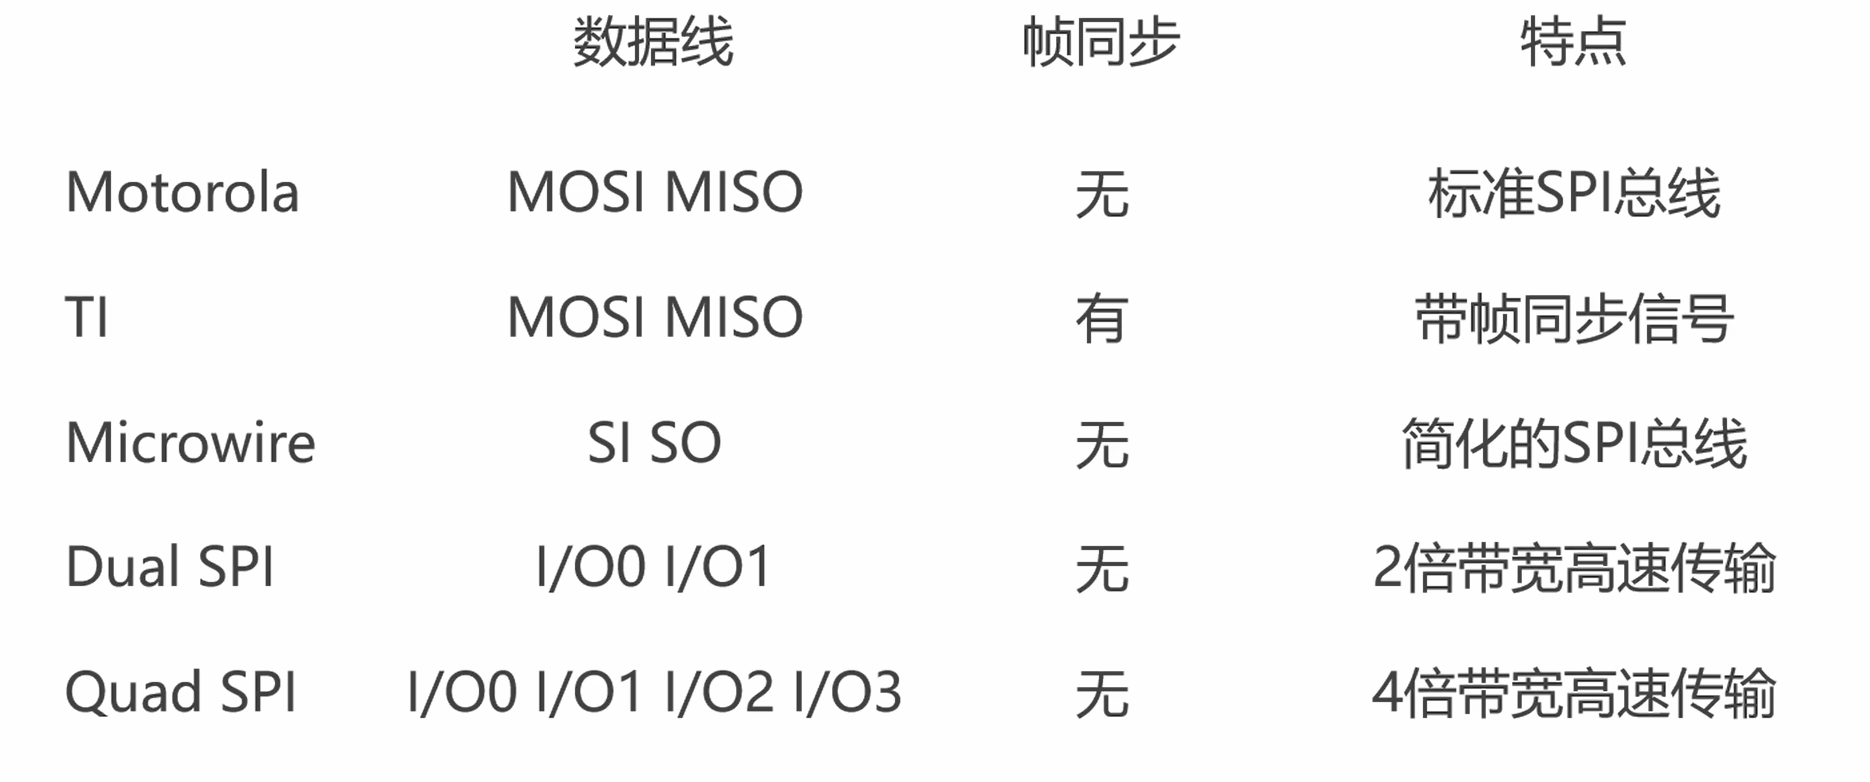 数据线 帧同步 特点
Motorola MOSI MISO 无 标准SPI总线
TI MOSI MISO 有 带帧同步信号
Microwire SI SO 无 简化的SPI总线
Dual SPI I/O0 I/O1 无 2倍带宽高速传输
Quad SPI I/O0 I/O1 I/O2 I/O3 无 4倍带宽高速传输